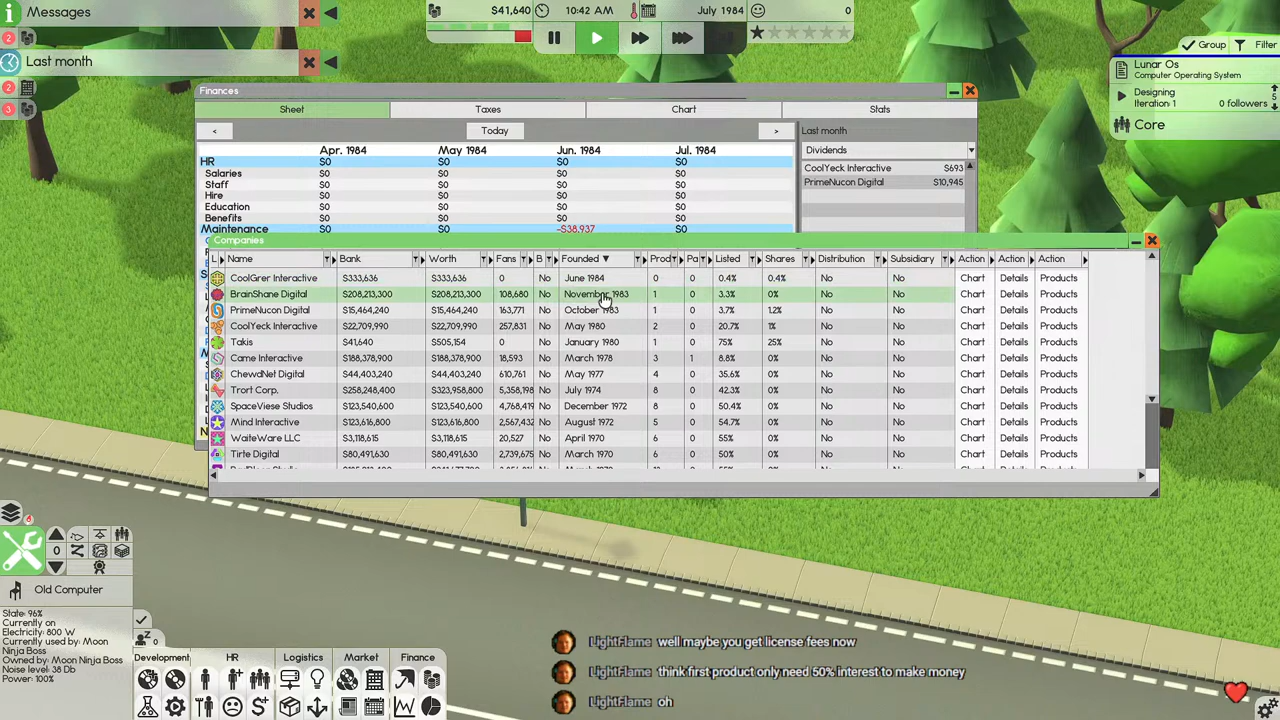 Messages
$41,640
10:42 AM
July 1984
0
2
Last month
Group
Filter
2
3
Finances
Sheet
Taxes
Chart
Stats
<
Today
>
Last month
Apr. 1984
May 1984
Jun. 1984
Jul. 1984
Dividends
HR
$0
$0
$0
$0
CoolYeck Interactive
$693
Salaries
$0
$0
$0
$0
PrimeNucon Digital
$10,945
Staff
$0
$0
$0
$0
Hire
$0
$0
$0
$0
Education
$0
$0
$0
$0
Benefits
$0
$0
$0
$0
Maintenance
$0
$0
-$38,937
$0
Lunar Os
Computer Operating System
Designing
Iteration: 1
0 followers
5
Core
Companies
L
Name
Bank
Worth
Fans
B
Founded
Prod
Pa
Listed
Shares
Distribution
Subsidiary
Action
Action
Action
CoolGrer Interactive
$333,636
$333,636
0
No
June 1984
0
0
0.4%
0.4%
No
No
Chart
Details
Products
BrainShane Digital
$208,213,300
$208,213,300
108,680
No
November 1983
1
0
3.3%
0%
No
No
Chart
Details
Products
PrimeNucon Digital
$15,464,240
$15,464,240
163,771
No
October 1983
1
0
3.7%
1.2%
No
No
Chart
Details
Products
CoolYeck Interactive
$22,709,990
$22,709,990
257,831
No
May 1980
2
0
20.7%
1%
No
No
Chart
Details
Products
Takis
$41,640
$505,154
0
No
January 1980
0
0
75%
25%
No
No
Chart
Details
Products
Came Interactive
$188,378,900
$188,378,900
18,593
No
March 1978
3
1
8.8%
0%
No
No
Chart
Details
Products
ChewdNet Digital
$44,403,240
$44,403,240
610,761
No
May 1977
4
0
35.6%
0%
No
No
Chart
Details
Products
Trort Corp.
$258,248,400
$323,958,800
5,358,198
No
July 1974
8
0
42.3%
0%
No
No
Chart
Details
Products
SpaceViese Studios
$123,540,600
$123,540,600
4,768,419
No
December 1972
8
0
50.4%
0%
No
No
Chart
Details
Products
Mind Interactive
$123,616,800
$123,616,800
2,567,432
No
August 1972
5
0
54.7%
0%
No
No
Chart
Details
Products
WaiteWare LLC
$3,118,615
$3,118,615
20,527
No
April 1970
6
0
55%
0%
No
No
Chart
Details
Products
Tirte Digital
$80,491,630
$80,491,630
2,739,675
No
March 1970
6
0
50%
0%
No
No
Chart
Details
Products
6
0
Old Computer
State: 96%
Currently on
Electricity: 800 W
Currently used by: Moon
Ninja Boss
Owned by: Moon Ninja Boss
Noise level: 38 Db
Power: 100%
Z 0
Development
HR
Logistics
Market
Finance
LightFlame well maybe you get license fees now
LightFlame think first product only need 50% interest to make money
LightFlame oh